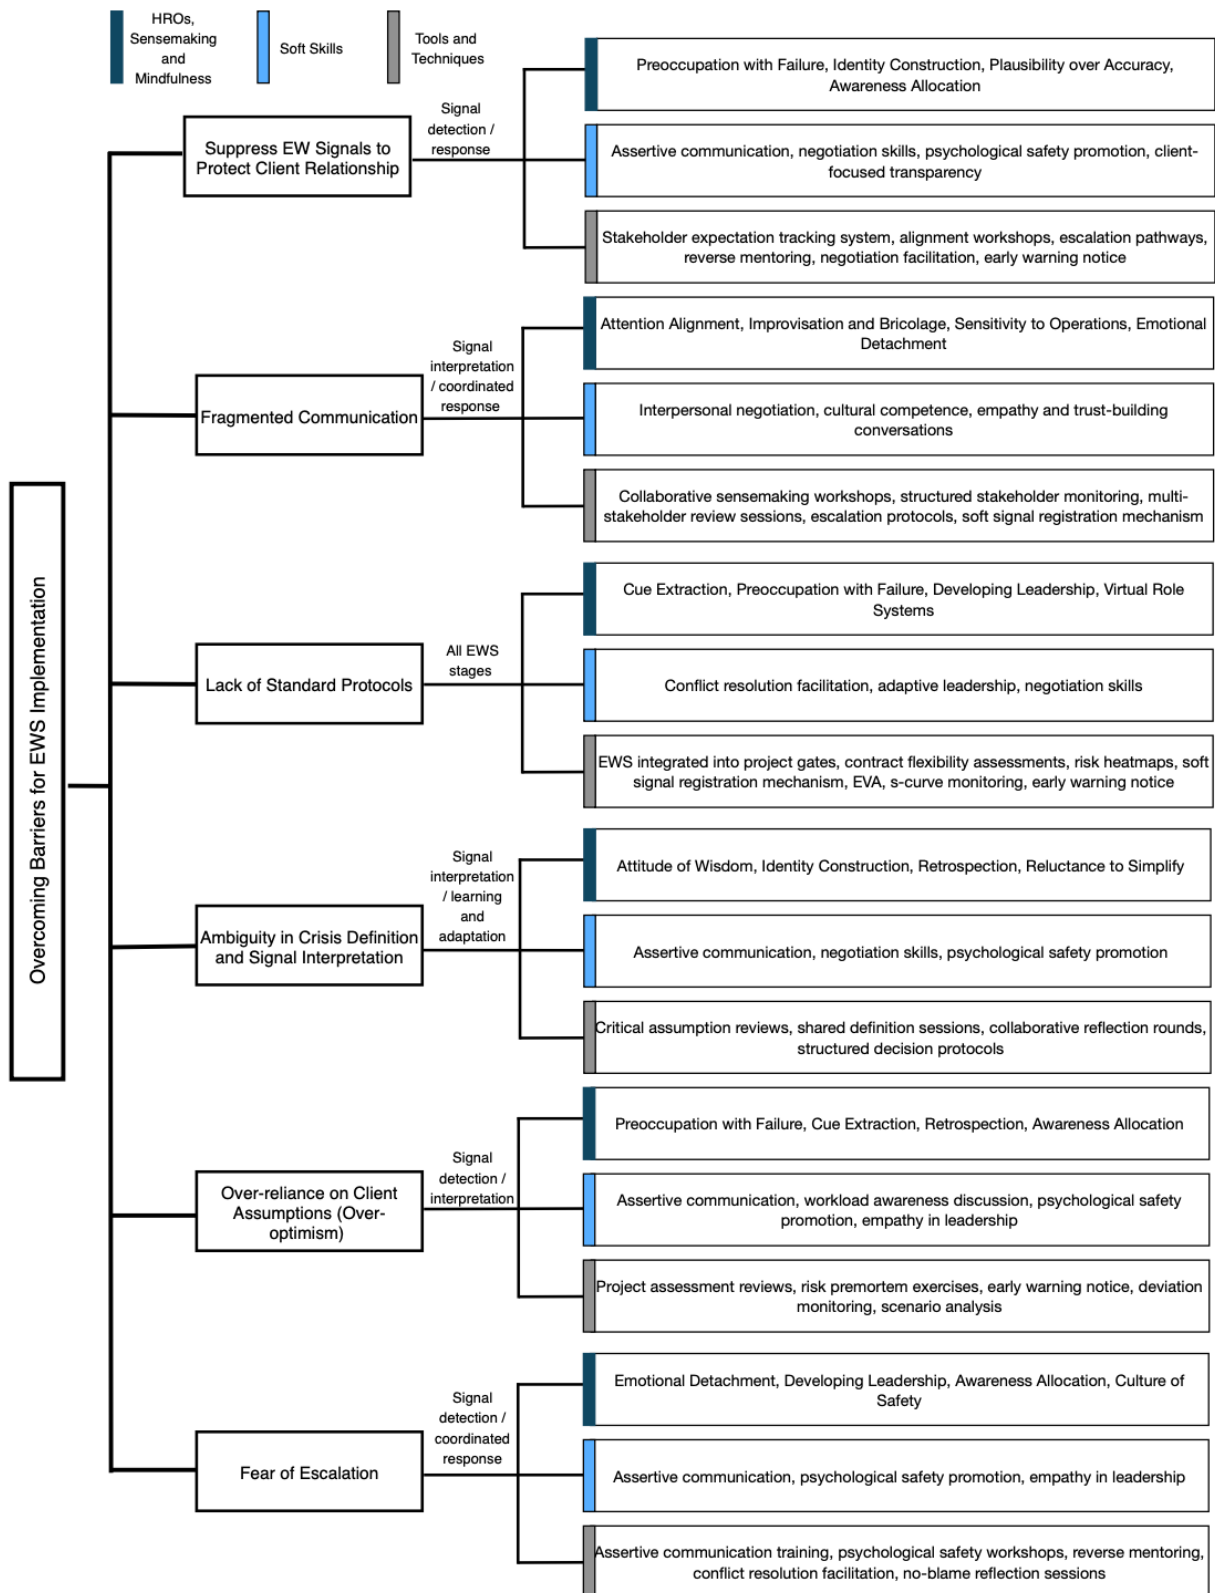 HROs,
Sensemaking
and
Mindfulness
Soft Skills
Tools and
Techniques
Overcoming Barriers for EWS Implementation
Suppress EW Signals to
Protect Client Relationship
Signal
detection /
response
Preoccupation with Failure, Identity Construction, Plausibility over Accuracy,
Awareness Allocation
Assertive communication, negotiation skills, psychological safety promotion, client-
focused transparency
Stakeholder expectation tracking system, alignment workshops, escalation pathways,
reverse mentoring, negotiation facilitation, early warning notice
Fragmented Communication
Signal
interpretation
/ coordinated
response
Attention Alignment, Improvisation and Bricolage, Sensitivity to Operations, Emotional
Detachment
Interpersonal negotiation, cultural competence, empathy and trust-building
conversations
Collaborative sensemaking workshops, structured stakeholder monitoring, multi-
stakeholder review sessions, escalation protocols, soft signal registration mechanism
Lack of Standard Protocols
All EWS
stages
Cue Extraction, Preoccupation with Failure, Developing Leadership, Virtual Role
Systems
Conflict resolution facilitation, adaptive leadership, negotiation skills
EWS integrated into project gates, contract flexibility assessments, risk heatmaps, soft
signal registration mechanism, EVA, s-curve monitoring, early warning notice
Ambiguity in Crisis Definition
and Signal Interpretation
Signal
interpretation
/ learning
and
adaptation
Attitude of Wisdom, Identity Construction, Retrospection, Reluctance to Simplify
Assertive communication, negotiation skills, psychological safety promotion
Critical assumption reviews, shared definition sessions, collaborative reflection rounds,
structured decision protocols
Over-reliance on Client
Assumptions (Over-
optimism)
Signal
detection /
interpretation
Preoccupation with Failure, Cue Extraction, Retrospection, Awareness Allocation
Assertive communication, workload awareness discussion, psychological safety
promotion, empathy in leadership
Project assessment reviews, risk premortem exercises, early warning notice, deviation
monitoring, scenario analysis
Fear of Escalation
Signal
detection /
coordinated
response
Emotional Detachment, Developing Leadership, Awareness Allocation, Culture of
Safety
Assertive communication, psychological safety promotion, empathy in leadership
Assertive communication training, psychological safety workshops, reverse mentoring,
conflict resolution facilitation, no-blame reflection sessions